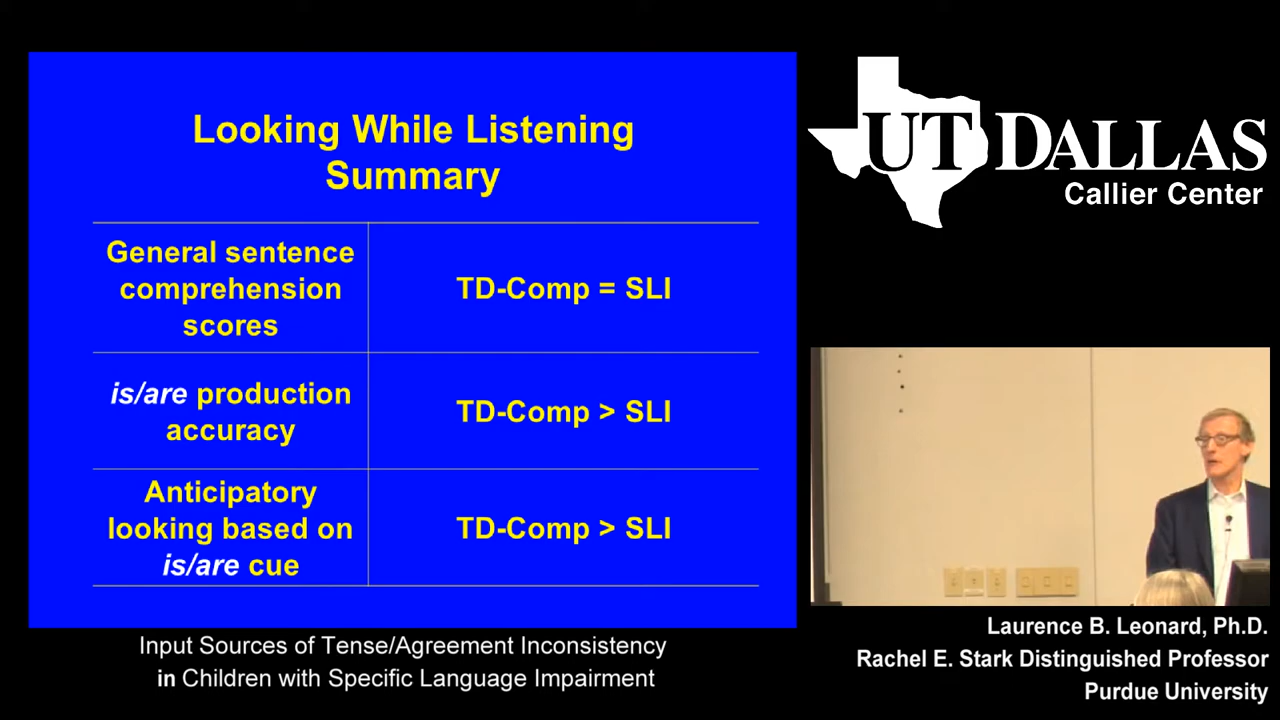 Looking While Listening
Summary
General sentence
comprehension
scores
TD-Comp = SLI
is/are production
accuracy
TD-Comp > SLI
Anticipatory
looking based on
is/are cue
TD-Comp > SLI
Input Sources of Tense/Agreement Inconsistency
in Children with Specific Language Impairment
UT DALLAS
Callier Center
Laurence B. Leonard, Ph.D.
Rachel E. Stark Distinguished Professor
Purdue University